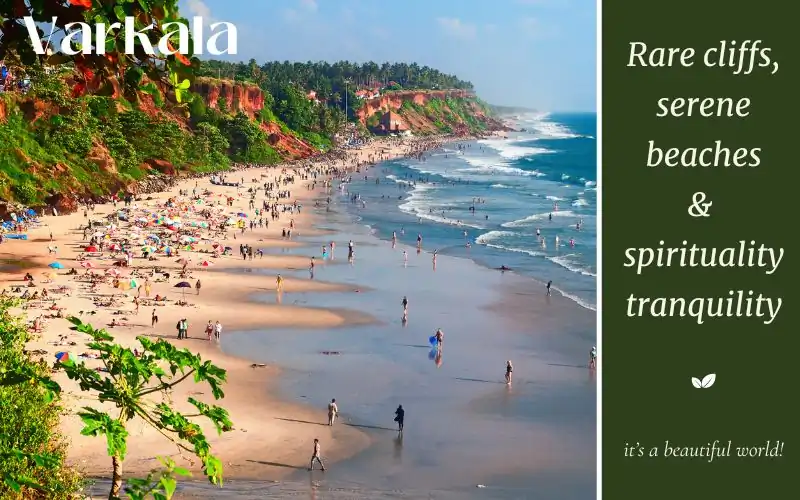 Varkala
Rare cliffs,
serene
beaches
&
spirituality
tranquility
it's a beautiful world!